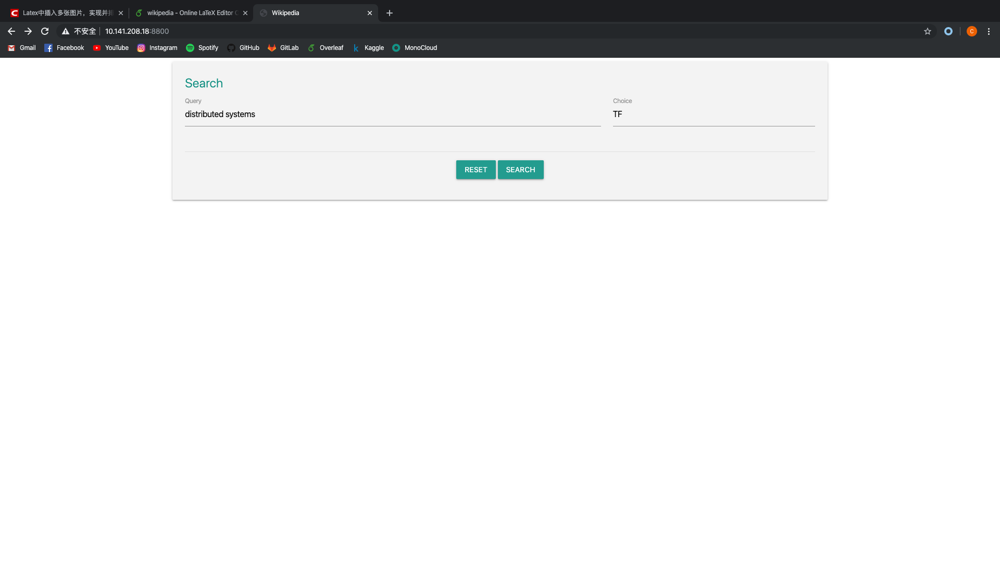 Latex中插入多张图片，实现并排
wikipedia - Online LaTeX Editor
Wikipedia
不安全 10.141.208.18:8800
C
Gmail Facebook YouTube Instagram Spotify GitHub GitLab Overleaf Kaggle MonoCloud
Search
Query Choice
distributed systems TF
RESET SEARCH